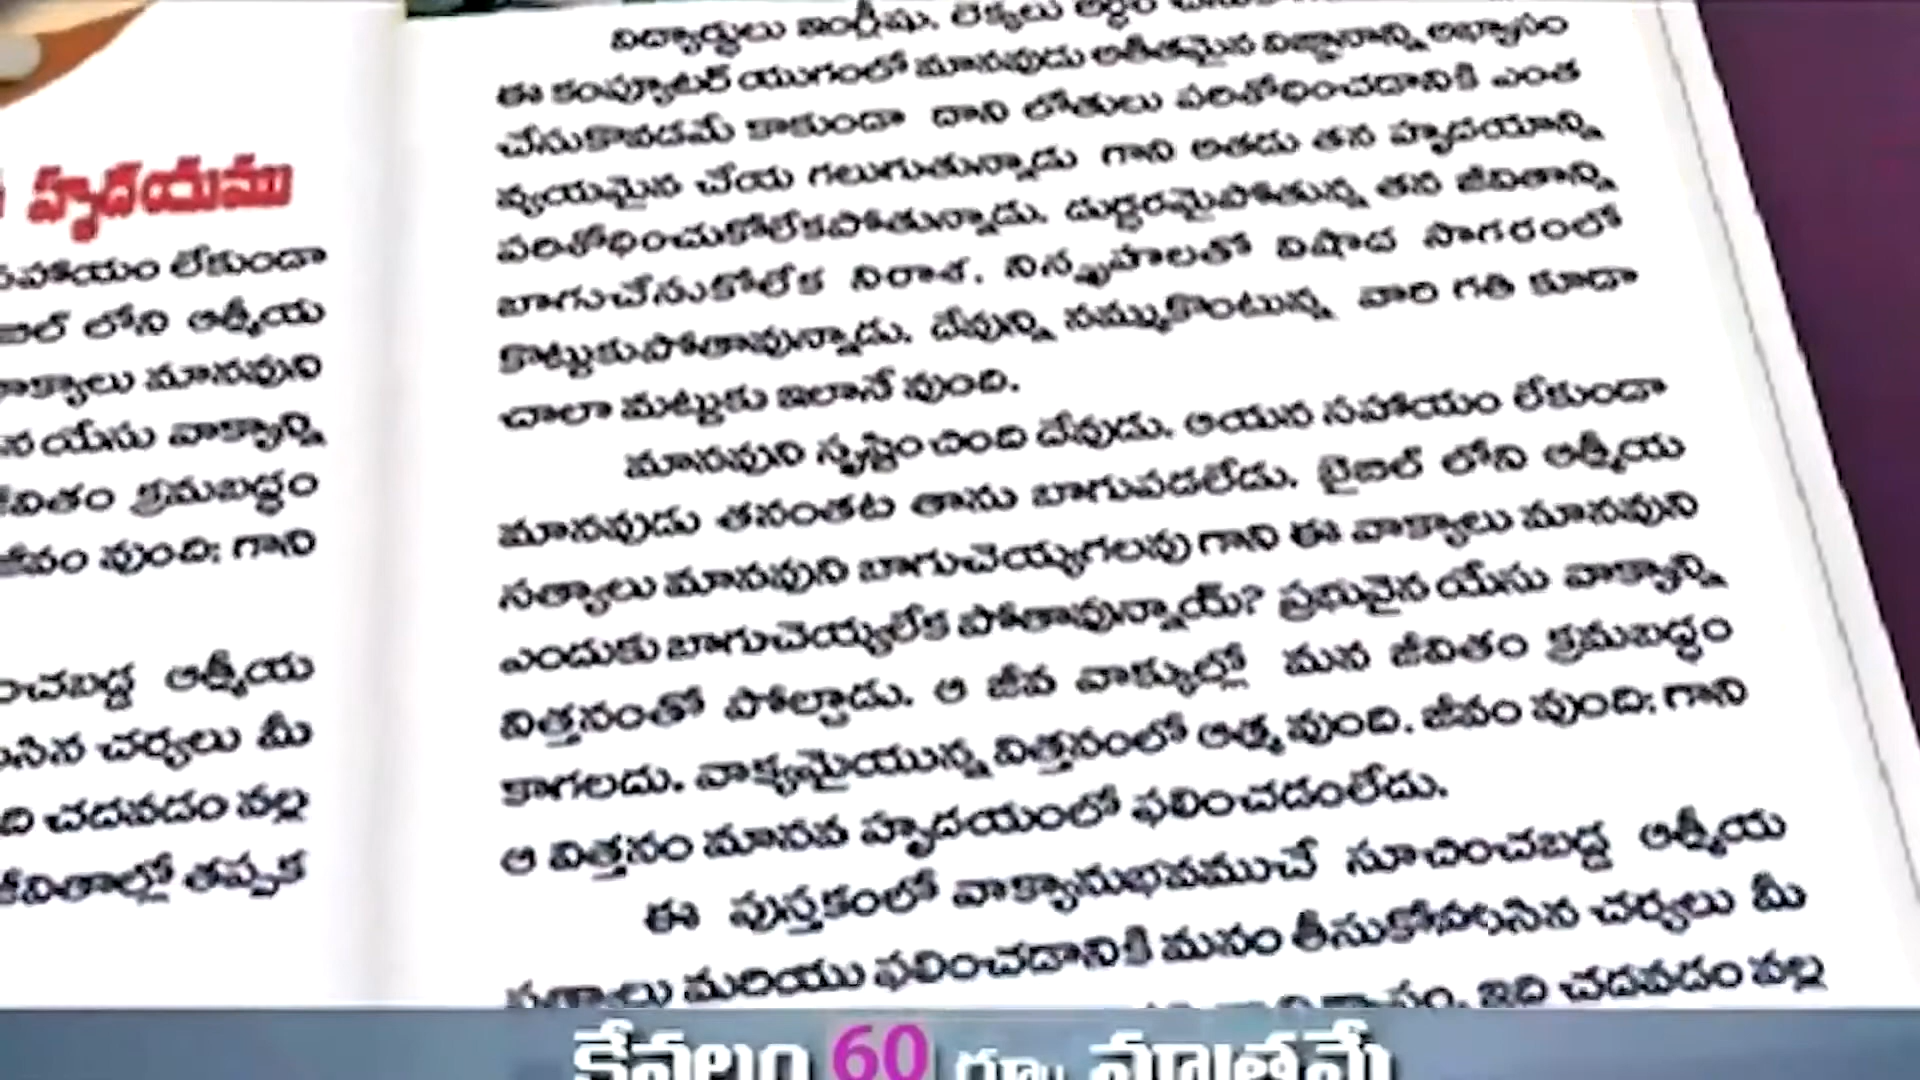 హృదయము
సహాయం లేకుండా
లోని ఆత్మీయ
వాక్యాలు మానవుని
యేసు వాక్యాన్ని
జీవితం క్రమబద్ధం
జీవం వుంది; గాని
ఆత్మీయ
చర్యలు మీ
చదవడం వల్ల
జీవితాల్లో తప్పక
విద్యార్థులు ఇంగ్లీషు, లెక్కలు
ఈ కంప్యూటర్ యుగంలో మానవుడు అతీతమైన విజ్ఞానాన్ని అభ్యాసం
చేసుకొవడమే కాకుండా దాని లోతులు పరిశోధించడానికి ఎంత
వ్యయమైన చేయ గలుగుతున్నాడు గాని అతడు తన హృదయాన్ని
పరిశోధించుకోలేకపోతున్నాడు. దుర్భరమైపోతున్న తన జీవితాన్ని
బాగుచేసుకోలేక నిరాశ, నిస్పృహలతో విషాద సాగరంలో
కొట్టుకుపోతావున్నాడు. దేవున్ని నమ్ముకొంటున్న వారి గతి కూడా
చాలా మట్టుకు ఇలానే వుంది.
మానవుని సృష్టించింది దేవుడు. ఆయన సహాయం లేకుండా
మానవుడు తనంతట తాను బాగుపడలేడు. బైబిల్ లోని ఆత్మీయ
సత్యాలు మానవుని బాగుచెయ్యగలవు గాని ఈ వాక్యాలు మానవుని
ఎందుకు బాగుచెయ్యలేక పోతావున్నాయ్? ప్రభువైన యేసు వాక్యాన్ని
విత్తనంతో పోల్చాడు. ఆ జీవ వాక్కుల్లో మన జీవితం క్రమబద్ధం
కాగలదు. వాక్యమైయున్న విత్తనంలో ఆత్మ వుంది. జీవం వుంది; గాని
ఆ విత్తనం మానవ హృదయంలో ఫలించడంలేదు.
ఈ పుస్తకంలో వాక్యానుభవముచే సూచించబడ్డ ఆత్మీయ
సత్యాలు మరియు ఫలించడానికి మనం తీసుకోవలసిన చర్యలు మీ
ఇది చదవడం వల్ల
కేవలం 60 రూ॥ మాత్రమే